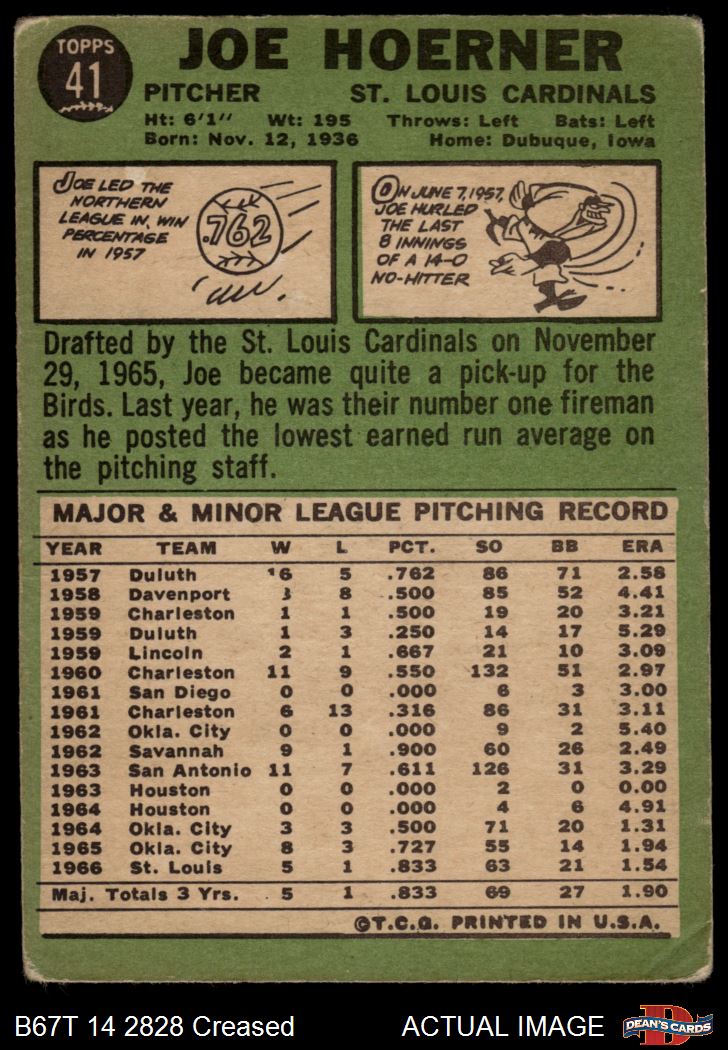 TOPPS
41
JOE HOERNER
PITCHER ST. LOUIS CARDINALS
Ht: 6'1" Wt: 195 Throws: Left Bats: Left
Born: Nov. 12, 1936 Home: Dubuque, Iowa
JOE LED THE
NORTHERN
LEAGUE IN WIN
PERCENTAGE
IN 1957
.762
ON JUNE 7, 1957,
JOE HURLED
THE LAST
8 INNINGS
OF A 14-0
NO-HITTER
Drafted by the St. Louis Cardinals on November
29, 1965, Joe became quite a pick-up for the
Birds. Last year, he was their number one fireman
as he posted the lowest earned run average on
the pitching staff.
MAJOR & MINOR LEAGUE PITCHING RECORD
YEAR TEAM W L PCT. SO BB ERA
1957 Duluth 16 5 .762 86 71 2.58
1958 Davenport 8 .500 85 52 4.41
1959 Charleston 1 1 .500 19 20 3.21
1959 Duluth 1 3 .250 14 17 5.29
1959 Lincoln 2 1 .667 21 10 3.09
1960 Charleston 11 9 .550 132 51 2.97
1961 San Diego 0 0 .000 6 3 3.00
1961 Charleston 6 13 .316 86 31 3.11
1962 Okla. City 0 0 .000 9 2 5.40
1962 Savannah 9 1 .900 60 26 2.49
1963 San Antonio 11 7 .611 126 31 3.29
1963 Houston 0 0 .000 2 0 0.00
1964 Houston 0 0 .000 4 6 4.91
1964 Okla. City 3 3 .500 71 20 1.31
1965 Okla. City 8 3 .727 55 14 1.94
1966 St. Louis 5 1 .833 63 21 1.54
Maj. Totals 3 Yrs. 5 1 .833 69 27 1.90
©T.C.G. PRINTED IN U.S.A.
B67T 14 2828 Creased ACTUAL IMAGE
D
DEAN'S CARDS